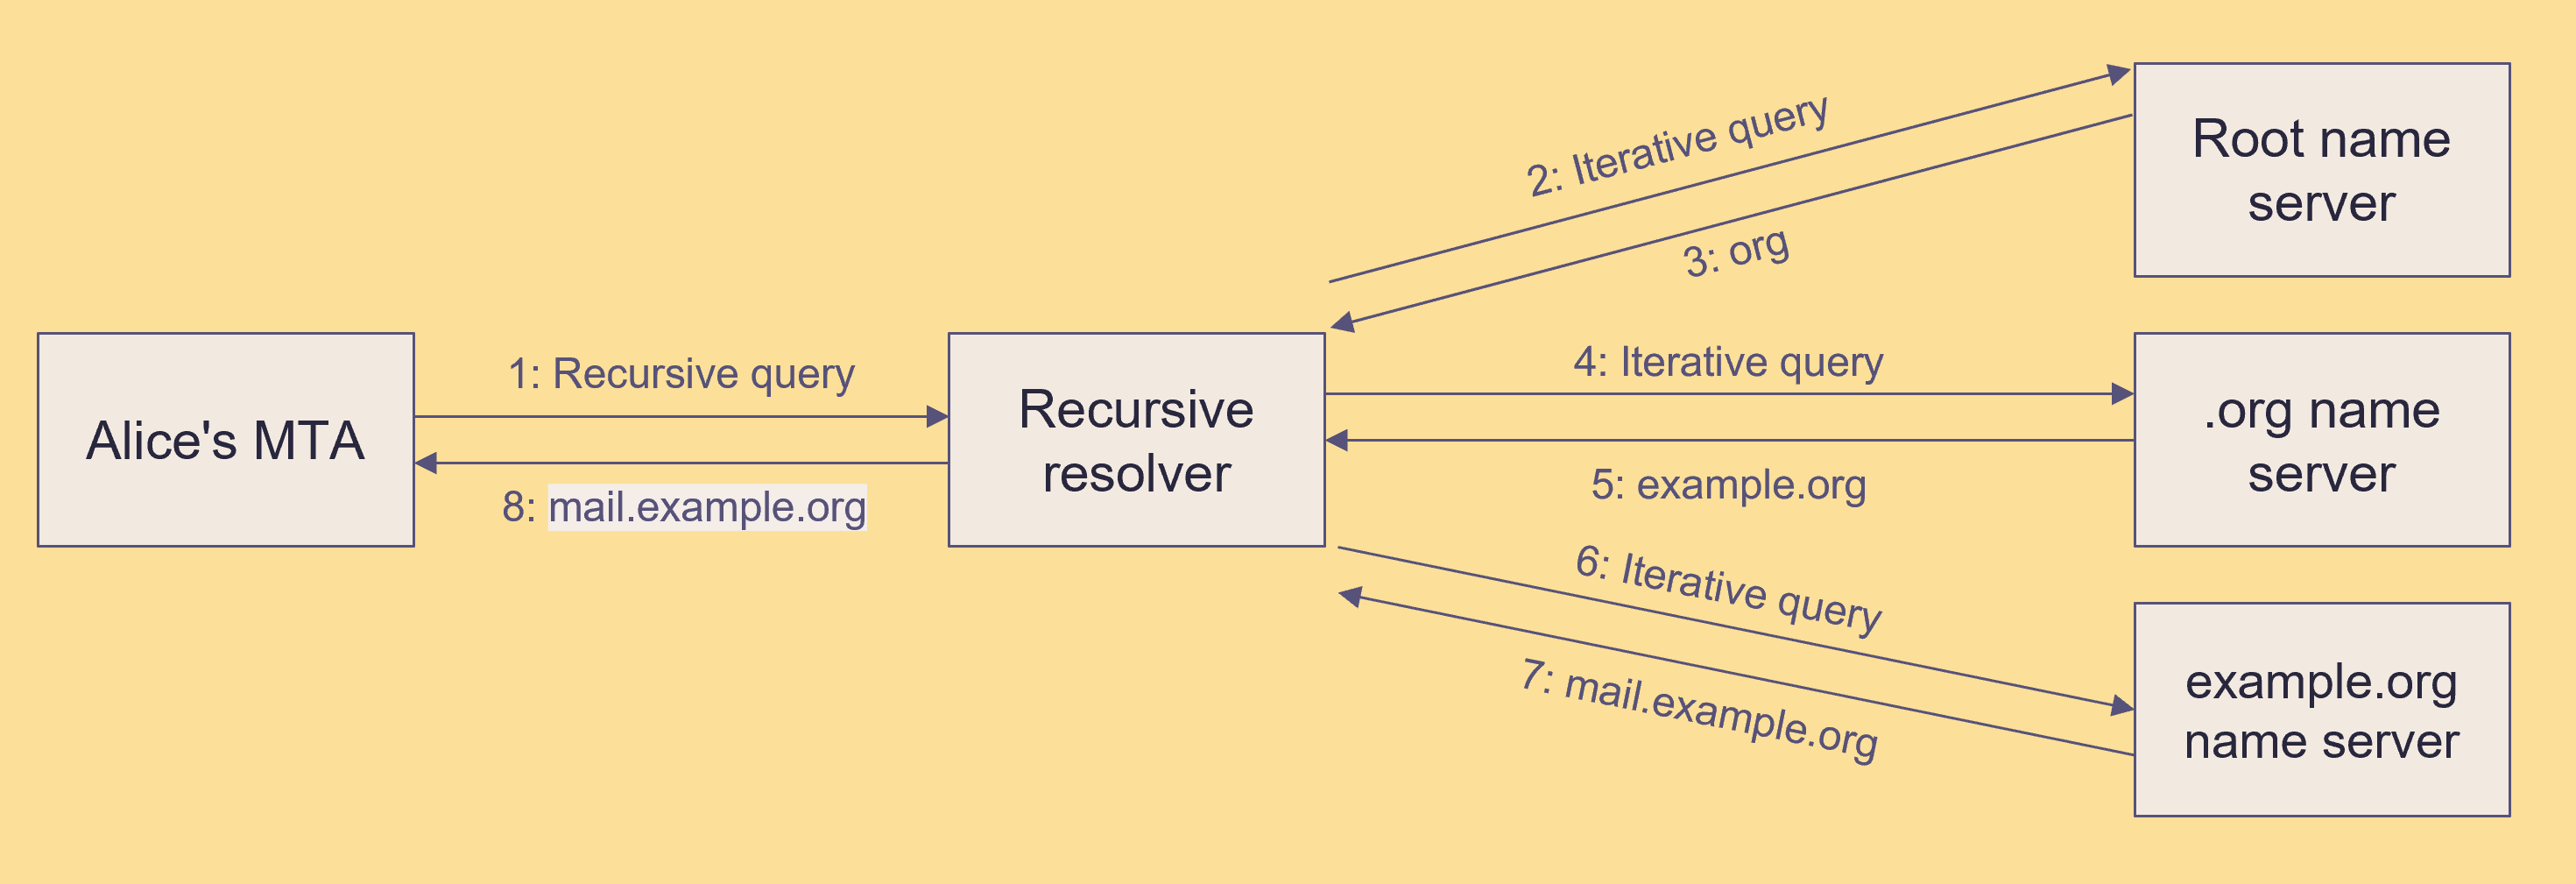 Alice's MTA
1: Recursive query
8: mail.example.org
Recursive
resolver
2: Iterative query
3: org
4: Iterative query
5: example.org
6: Iterative query
7: mail.example.org
Root name
server
.org name
server
example.org
name server